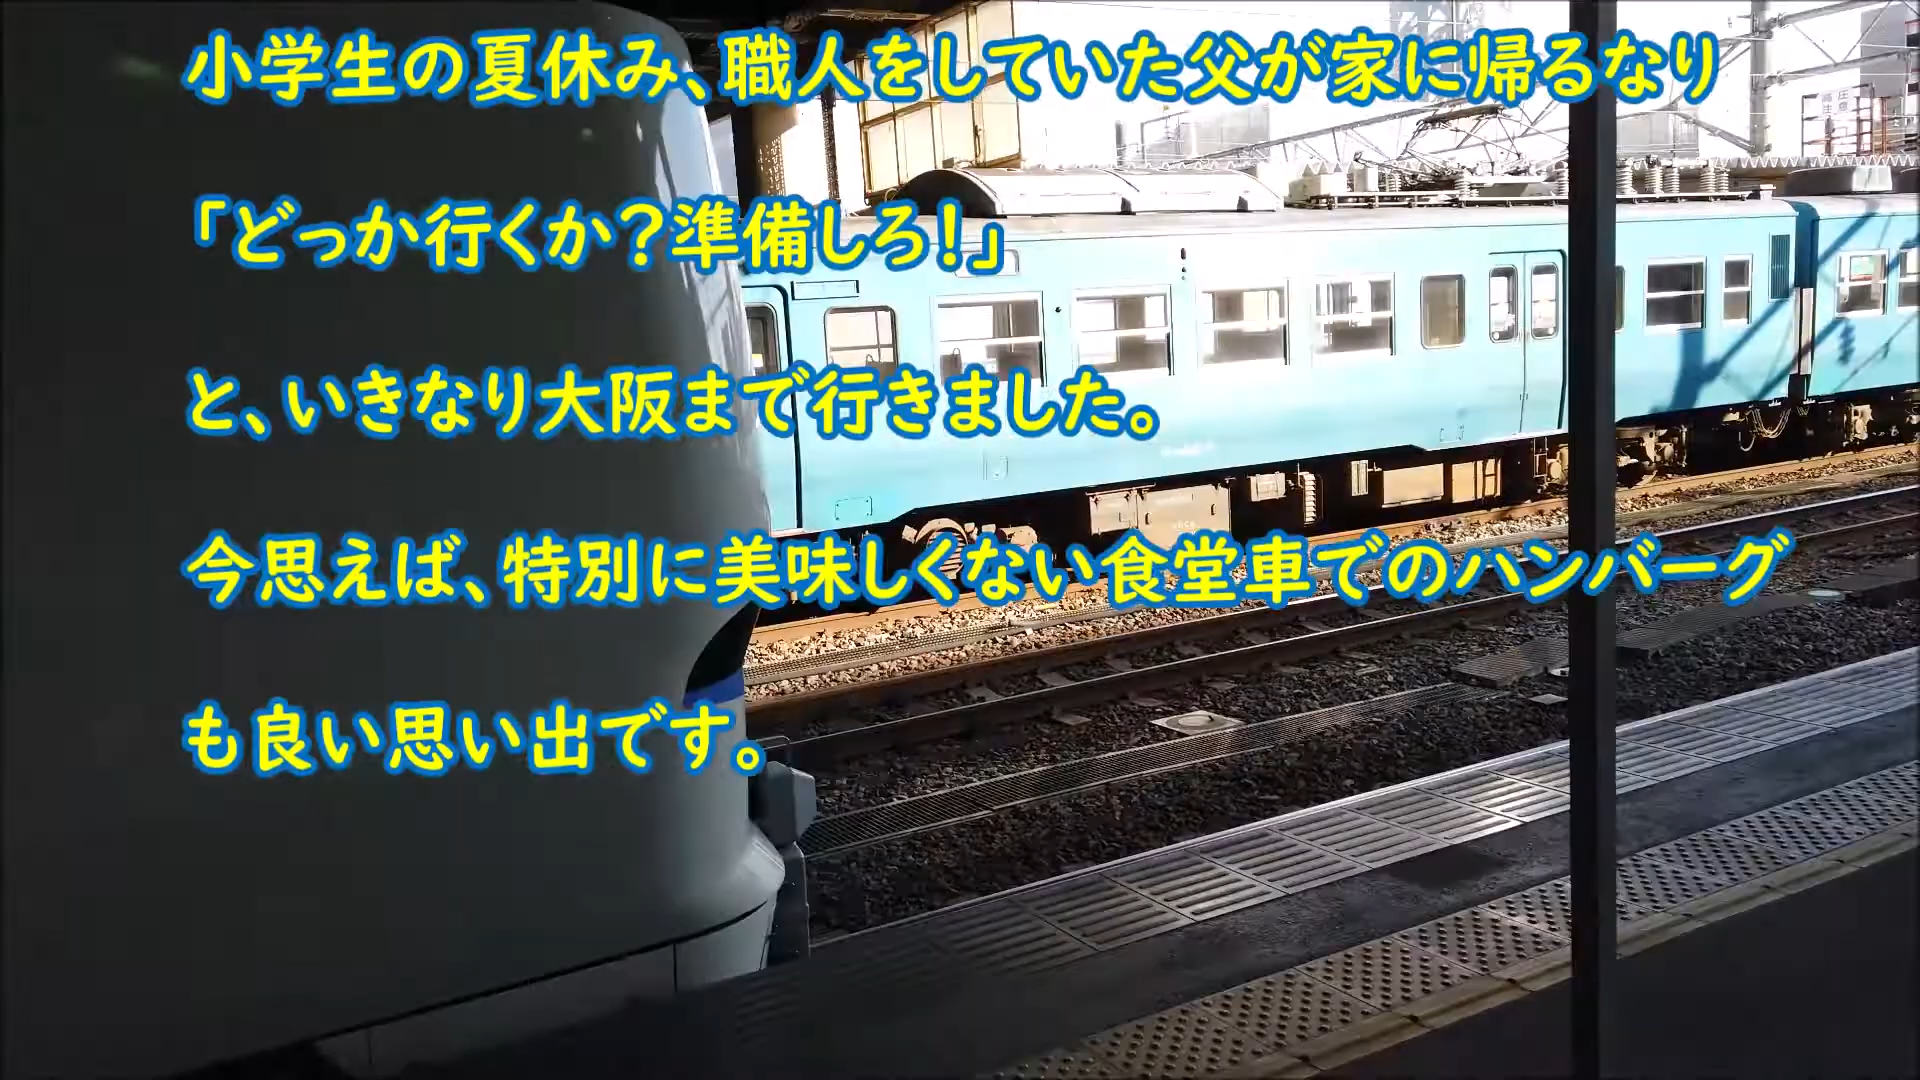 小学生の夏休み、職人をしていた父が家に帰るなり
「どっか行くか？準備しろ！」
と、いきなり大阪まで行きました。
今思えば、特別に美味しくない食堂車でのハンバーグ
も良い思い出です。